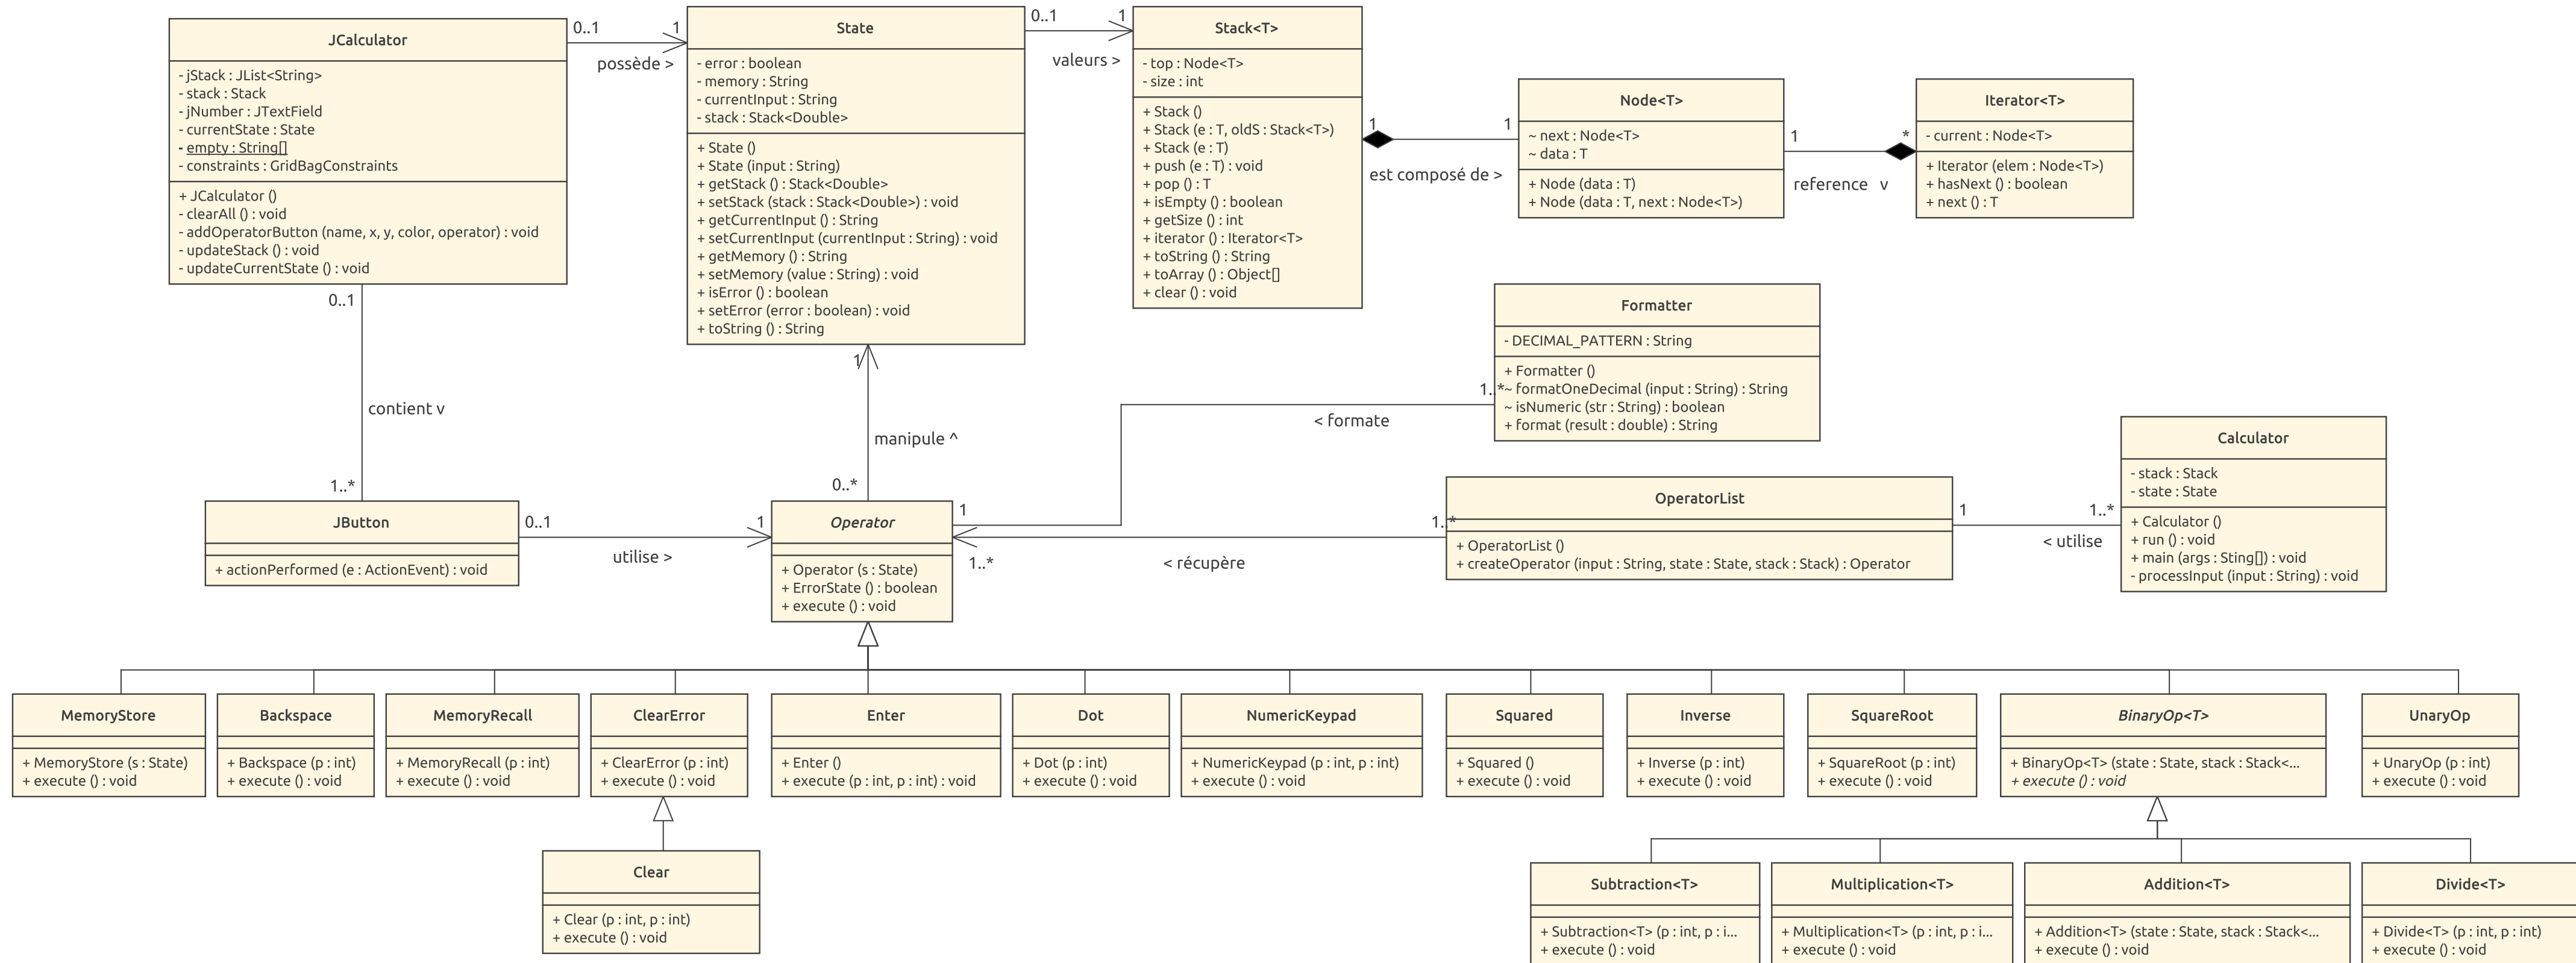 JCalculator
- jStack : JList<String>
- stack : Stack
- jNumber : JTextField
- currentState : State
- empty : String[]
- constraints : GridBagConstraints
+ JCalculator ()
- clearAll () : void
- addOperatorButton (name, x, y, color, operator) : void
- updateStack () : void
- updateCurrentState () : void
0..1
1
possède >
State
- error : boolean
- memory : String
- currentInput : String
- stack : Stack<Double>
+ State ()
+ State (input : String)
+ getStack () : Stack<Double>
+ setStack (stack : Stack<Double>) : void
+ getCurrentInput () : String
+ setCurrentInput (currentInput : String) : void
+ getMemory () : String
+ setMemory (value : String) : void
+ isError () : boolean
+ setError (error : boolean) : void
+ toString () : String
0..1
1
valeurs >
Stack<T>
- top : Node<T>
- size : int
+ Stack ()
+ Stack (e : T, oldS : Stack<T>)
+ Stack (e : T)
+ push (e : T) : void
+ pop () : T
+ isEmpty () : boolean
+ getSize () : int
+ iterator () : Iterator<T>
+ toString () : String
+ toArray () : Object[]
+ clear () : void
1
1
est composé de >
Node<T>
~ next : Node<T>
~ data : T
+ Node (data : T)
+ Node (data : T, next : Node<T>)
1
*
reference v
Iterator<T>
- current : Node<T>
+ Iterator (elem : Node<T>)
+ hasNext () : boolean
+ next () : T
Formatter
- DECIMAL_PATTERN : String
+ Formatter ()
~ formatOneDecimal (input : String) : String
~ isNumeric (str : String) : boolean
+ format (result : double) : String
1..*
< formate
1
0..1
contient v
1..*
1
manipule ^
0..*
JButton
+ actionPerformed (e : ActionEvent) : void
0..1
1
utilise >
Operator
+ Operator (s : State)
+ ErrorState () : boolean
+ execute () : void
1..*
< récupère
1..*
OperatorList
+ OperatorList ()
+ createOperator (input : String, state : State, stack : Stack) : Operator
1
1..*
< utilise
Calculator
- stack : Stack
- state : State
+ Calculator ()
+ run () : void
+ main (args : Sting[]) : void
- processInput (input : String) : void
MemoryStore
+ MemoryStore (s : State)
+ execute () : void
Backspace
+ Backspace (p : int)
+ execute () : void
MemoryRecall
+ MemoryRecall (p : int)
+ execute () : void
ClearError
+ ClearError (p : int)
+ execute () : void
Enter
+ Enter ()
+ execute (p : int, p : int) : void
Dot
+ Dot (p : int)
+ execute () : void
NumericKeypad
+ NumericKeypad (p : int, p : int)
+ execute () : void
Squared
+ Squared ()
+ execute () : void
Inverse
+ Inverse (p : int)
+ execute () : void
SquareRoot
+ SquareRoot (p : int)
+ execute () : void
BinaryOp<T>
+ BinaryOp<T> (state : State, stack : Stack<...
+ execute () : void
UnaryOp
+ UnaryOp (p : int)
+ execute () : void
Clear
+ Clear (p : int, p : int)
+ execute () : void
Subtraction<T>
+ Subtraction<T> (p : int, p : i...
+ execute () : void
Multiplication<T>
+ Multiplication<T> (p : int, p : i...
+ execute () : void
Addition<T>
+ Addition<T> (state : State, stack : Stack<...
+ execute () : void
Divide<T>
+ Divide<T> (p : int, p : int)
+ execute () : void